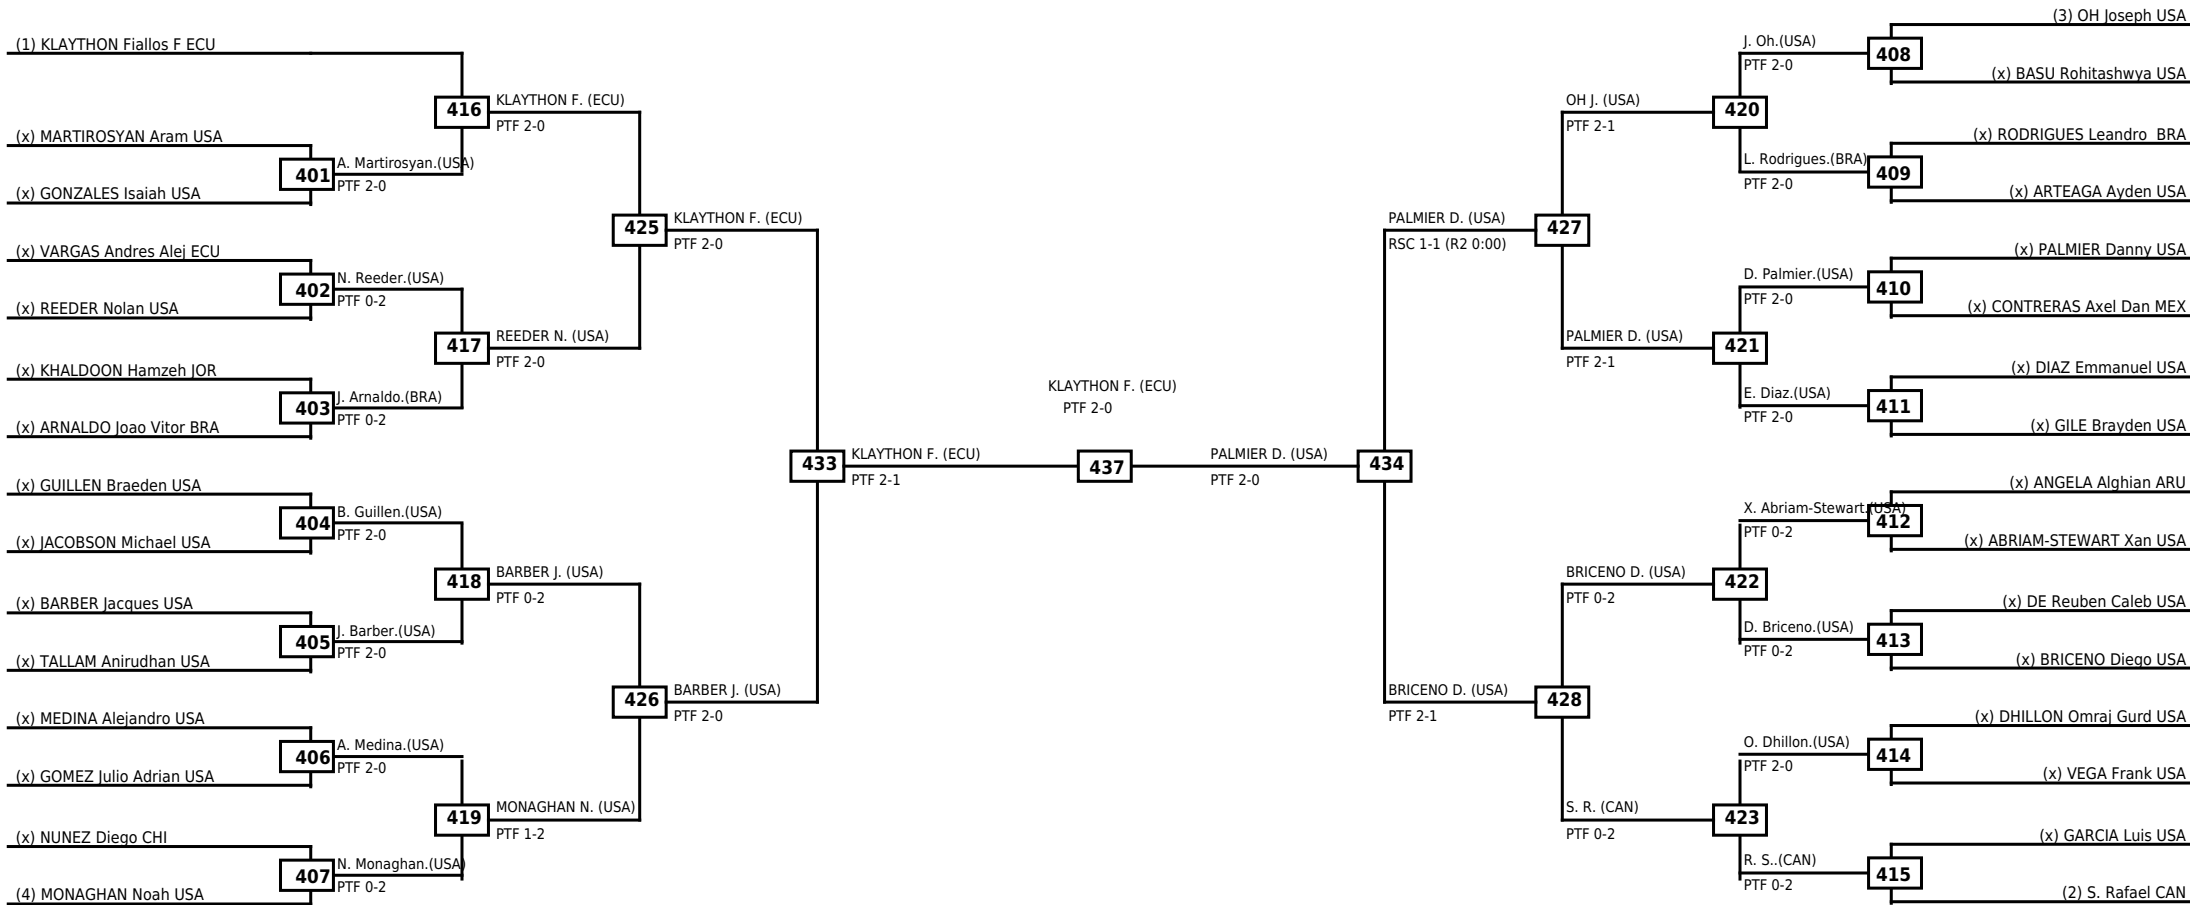 (1) KLAYTHON Fiallos F ECU
(x) MARTIROSYAN Aram USA
401
A. Martirosyan.(USA)
PTF 2-0
(x) GONZALES Isaiah USA
416
KLAYTHON F. (ECU)
PTF 2-0
(x) VARGAS Andres Alej ECU
402
N. Reeder.(USA)
PTF 0-2
(x) REEDER Nolan USA
417
REEDER N. (USA)
PTF 2-0
(x) KHALDOON Hamzeh JOR
403
J. Arnaldo.(BRA)
PTF 0-2
(x) ARNALDO Joao Vitor BRA
425
KLAYTHON F. (ECU)
PTF 2-0
(x) GUILLEN Braeden USA
404
B. Guillen.(USA)
PTF 2-0
(x) JACOBSON Michael USA
418
BARBER J. (USA)
PTF 0-2
(x) BARBER Jacques USA
405
J. Barber.(USA)
PTF 2-0
(x) TALLAM Anirudhan USA
426
BARBER J. (USA)
PTF 2-0
(x) MEDINA Alejandro USA
406
A. Medina.(USA)
PTF 2-0
(x) GOMEZ Julio Adrian USA
419
MONAGHAN N. (USA)
PTF 1-2
(x) NUNEZ Diego CHI
407
N. Monaghan.(USA)
PTF 0-2
(4) MONAGHAN Noah USA
433
KLAYTHON F. (ECU)
PTF 2-1
KLAYTHON F. (ECU)
PTF 2-0
437
PALMIER D. (USA)
PTF 2-0
434
(3) OH Joseph USA
J. Oh.(USA)
PTF 2-0
408
(x) BASU Rohitashwya USA
OH J. (USA)
PTF 2-1
420
(x) RODRIGUES Leandro  BRA
L. Rodrigues.(BRA)
PTF 2-0
409
(x) ARTEAGA Ayden USA
PALMIER D. (USA)
RSC 1-1 (R2 0:00)
427
(x) PALMIER Danny USA
D. Palmier.(USA)
PTF 2-0
410
(x) CONTRERAS Axel Dan MEX
PALMIER D. (USA)
PTF 2-1
421
(x) DIAZ Emmanuel USA
E. Diaz.(USA)
PTF 2-0
411
(x) GILE Brayden USA
(x) ANGELA Alghian ARU
X. Abriam-Stewart.(USA)
PTF 0-2
412
(x) ABRIAM-STEWART Xan USA
BRICENO D. (USA)
PTF 0-2
422
(x) DE Reuben Caleb USA
D. Briceno.(USA)
PTF 0-2
413
(x) BRICENO Diego USA
BRICENO D. (USA)
PTF 2-1
428
(x) DHILLON Omraj Gurd USA
O. Dhillon.(USA)
PTF 2-0
414
(x) VEGA Frank USA
S. R. (CAN)
PTF 0-2
423
(x) GARCIA Luis USA
R. S..(CAN)
PTF 0-2
415
(2) S. Rafael CAN